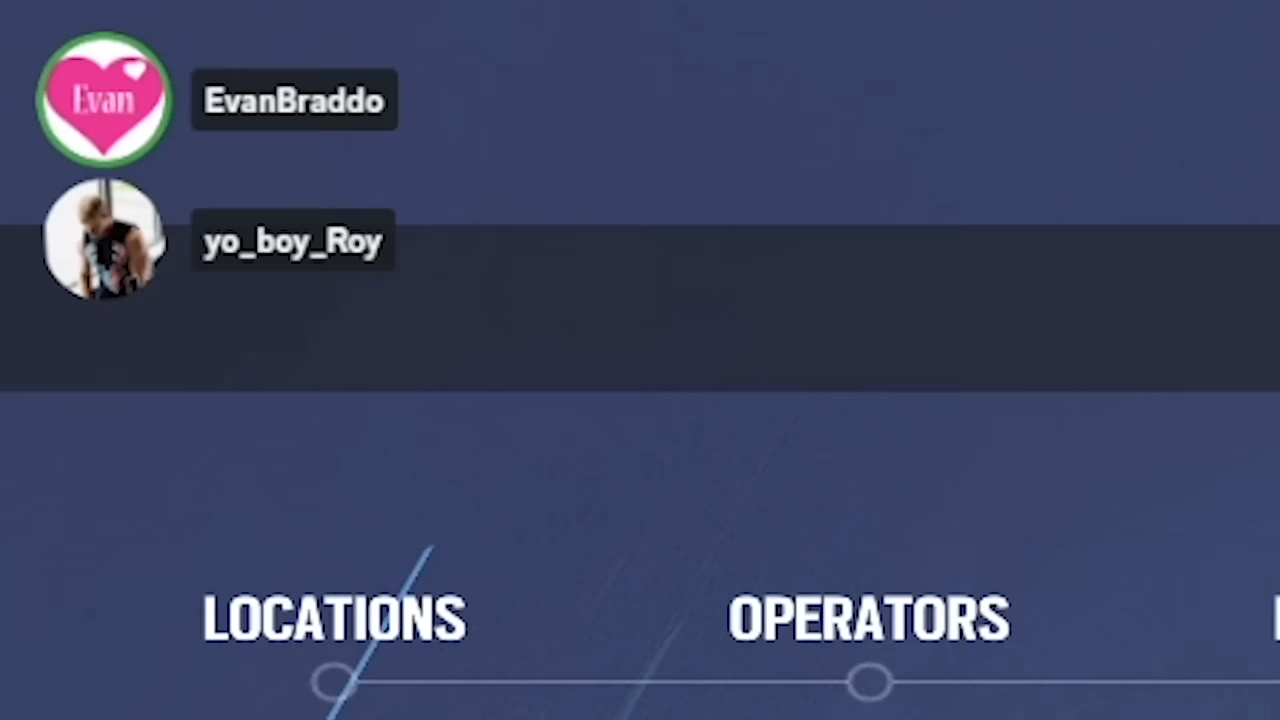 Evan
EvanBraddo
yo_boy_Roy
LOCATIONS
OPERATORS